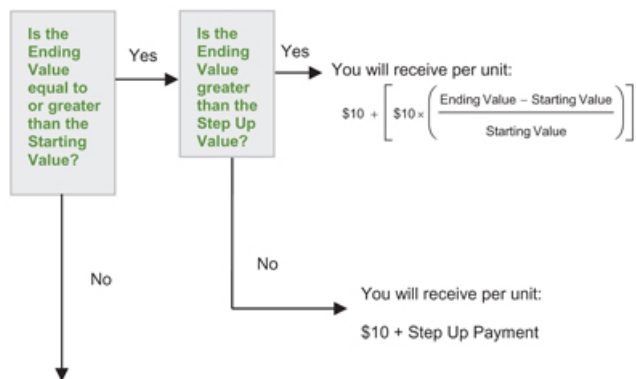 Is the
Ending
Value
equal to
or greater
than the
Starting
Value?
Yes
Is the
Ending
Value
greater
than the
Step Up
Value?
Yes
You will receive per unit:
$10 + [ $10 × ( Ending Value – Starting Value
Starting Value ) ]
No
No
You will receive per unit:
$10 + Step Up Payment